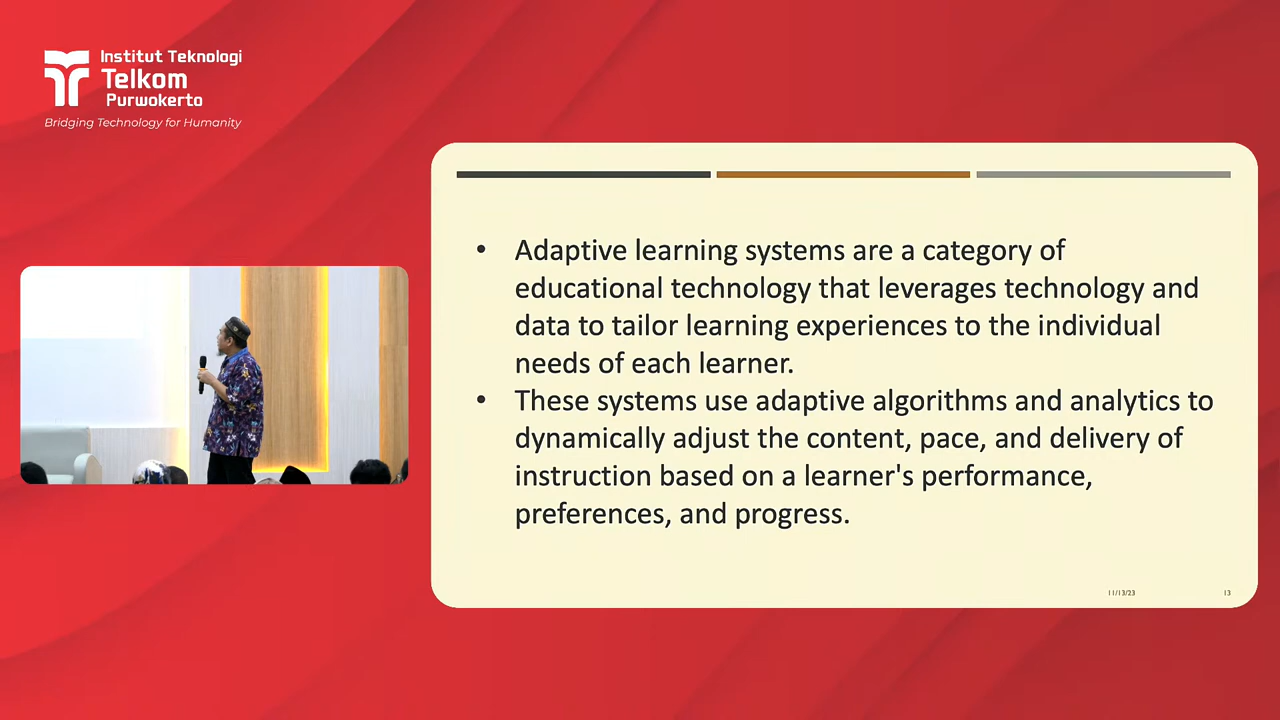 Institut Teknologi
Telkom
Purwokerto
Bridging Technology for Humanity
• Adaptive learning systems are a category of
educational technology that leverages technology and
data to tailor learning experiences to the individual
needs of each learner.
• These systems use adaptive algorithms and analytics to
dynamically adjust the content, pace, and delivery of
instruction based on a learner's performance,
preferences, and progress.
11/13/23
13